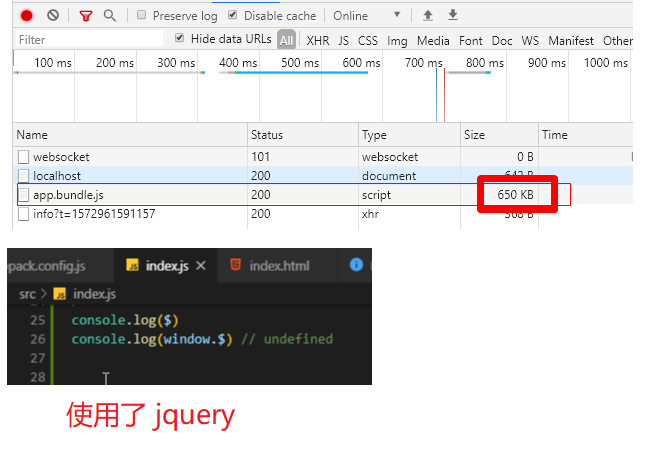 Preserve log Disable cache Online
Filter Hide data URLs All XHR JS CSS Img Media Font Doc WS Manifest Other
100 ms 200 ms 300 ms 400 ms 500 ms 600 ms 700 ms 800 ms 900 ms 1000 ms
Name Status Type Size Time
websocket 101 websocket 0 B
localhost 200 document 642 B
app.bundle.js 200 script 650 KB
info?t=1572961591157 200 xhr 368 B
pack.config.js JS index.js index.html
src > JS index.js
25 console.log($)
26 console.log(window.$) // undefined
27
28
使用了 jquery